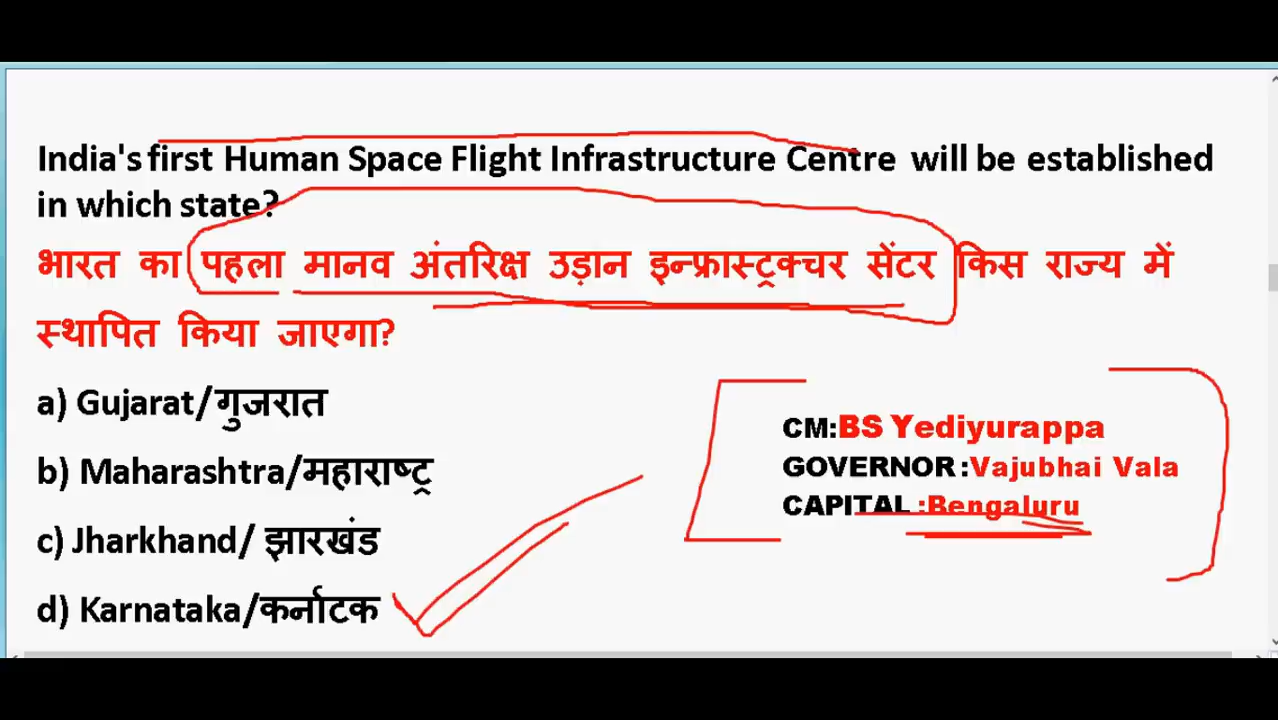 India's first Human Space Flight Infrastructure Centre will be established
in which state?
भारत का पहला मानव अंतरिक्ष उड़ान इन्फ्रास्ट्रक्चर सेंटर किस राज्य में
स्थापित किया जाएगा?
a) Gujarat/गुजरात
b) Maharashtra/महाराष्ट्र
c) Jharkhand/ झारखंड
d) Karnataka/कर्नाटक
CM:BS Yediyurappa
GOVERNOR :Vajubhai Vala
CAPITAL :Bengaluru